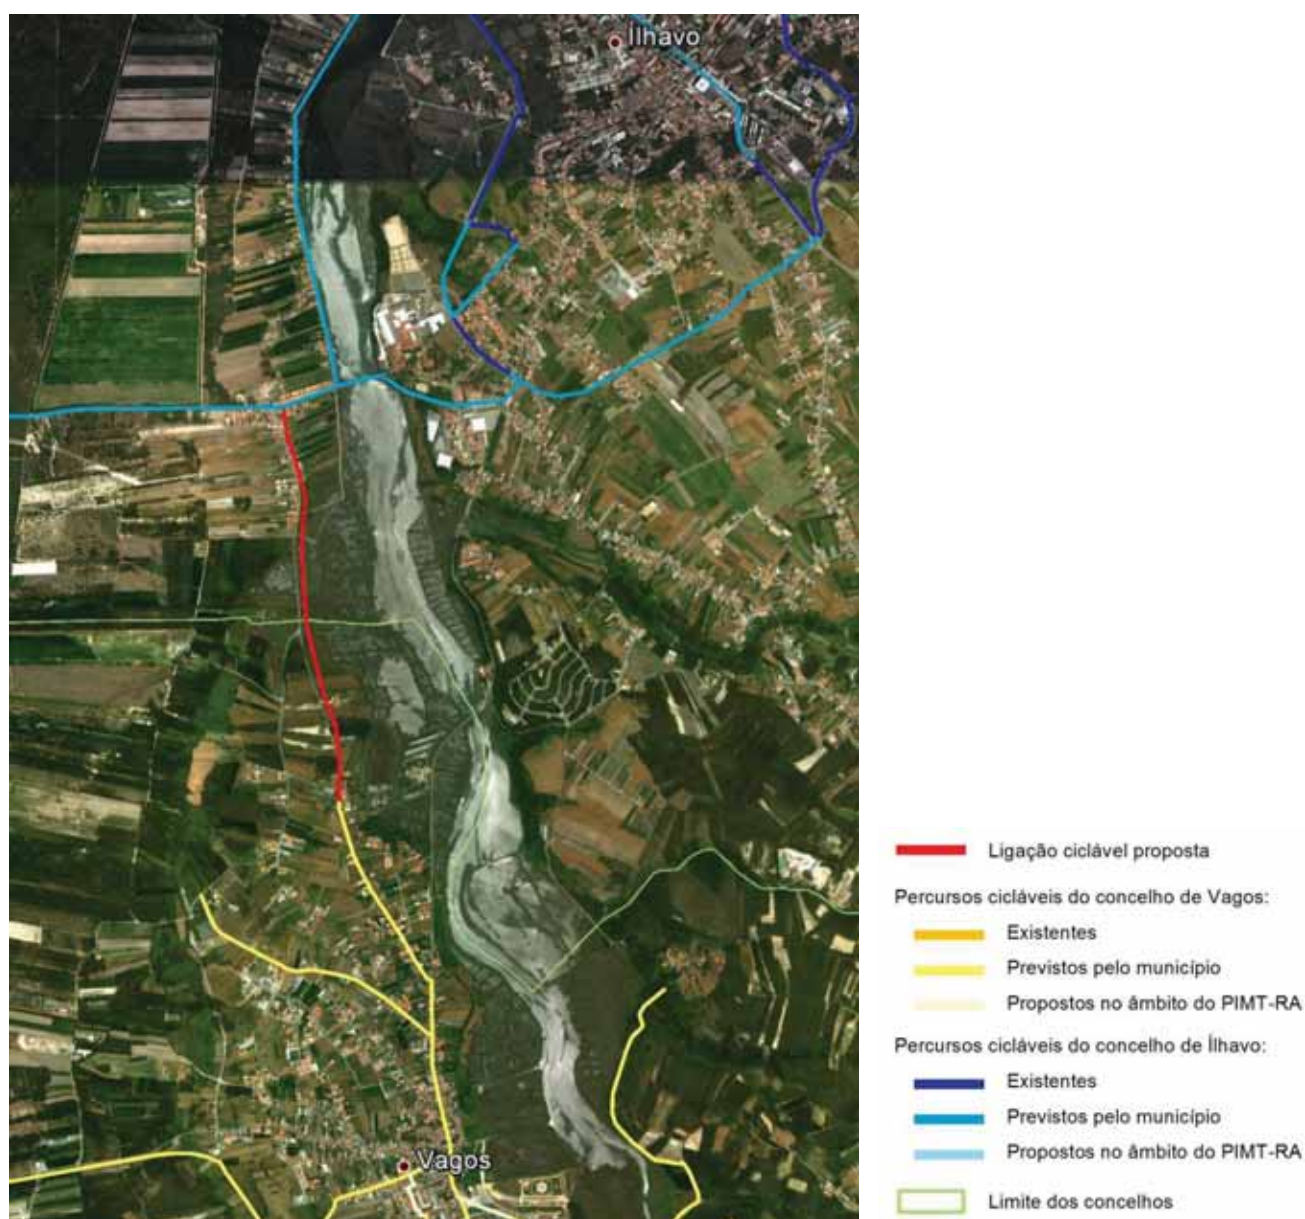 Ílhavo
Vagos
Ligação ciclável proposta
Percursos cicláveis do concelho de Vagos:
Existentes
Previstos pelo município
Propostos no âmbito do PIMT-RA
Percursos cicláveis do concelho de Ílhavo:
Existentes
Previstos pelo município
Propostos no âmbito do PIMT-RA
Limite dos concelhos